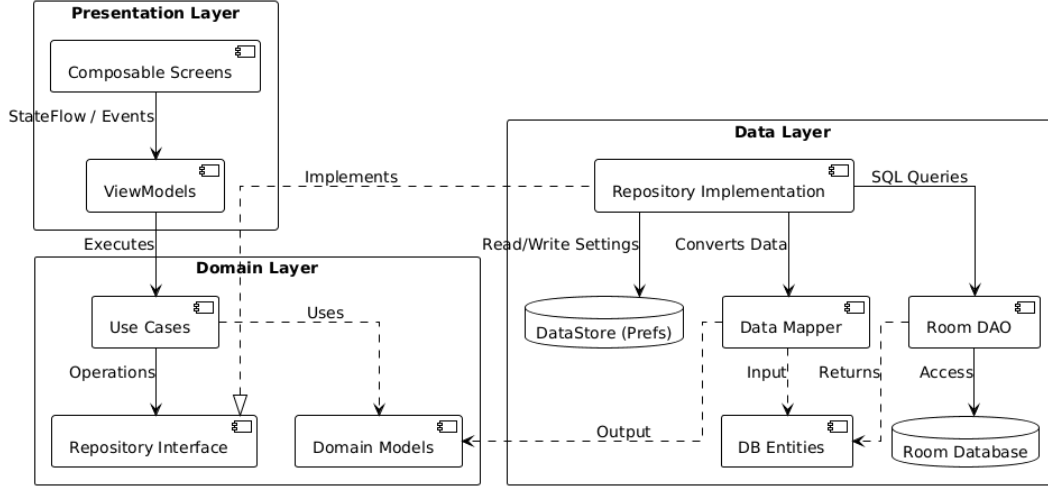 Presentation Layer
Composable Screens
StateFlow / Events
ViewModels
Executes
Domain Layer
Use Cases
Uses
Operations
Repository Interface
Domain Models
Implements
Data Layer
Repository Implementation
SQL Queries
Read/Write Settings
Converts Data
DataStore (Prefs)
Data Mapper
Room DAO
Input
Returns
Access
Output
DB Entities
Room Database